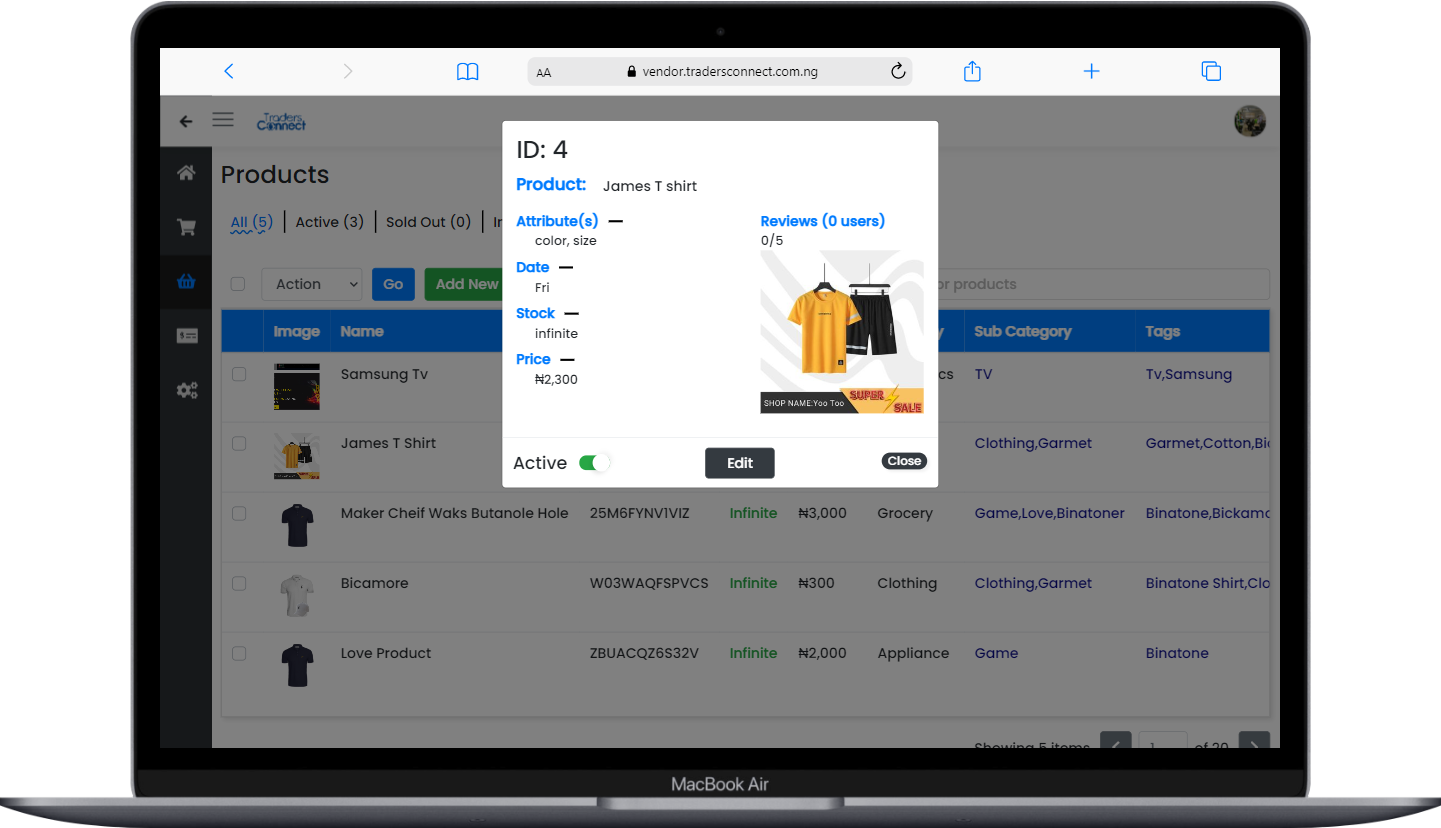 AA
vendor.tradersconnect.com.ng
Traders Connect
Products
All (5) | Active (3) | Sold Out (0) |
Action
Go
Add New
or products
Image Name Sub Category Tags
Samsung Tv cs TV Tv,Samsung
James T Shirt Clothing,Garmet Garmet,Cotton,Bi
Maker Cheif Waks Butanole Hole 25M6FYNV1VIZ Infinite ₦3,000 Grocery Game,Love,Binatoner Binatone,Bickamo
Bicamore W03WAQFSPVCS Infinite ₦300 Clothing Clothing,Garmet Binatone Shirt,Clo
Love Product ZBUACQZ6S32V Infinite ₦2,000 Appliance Game Binatone
Showing 5 items 1 of 20
ID: 4
Product: James T shirt
Attribute(s) —
color, size
Date —
Fri
Stock —
infinite
Price —
₦2,300
Reviews (0 users)
0/5
SHOP NAME:Yoo Too
SUPER
SALE
Active
Edit
Close
MacBook Air